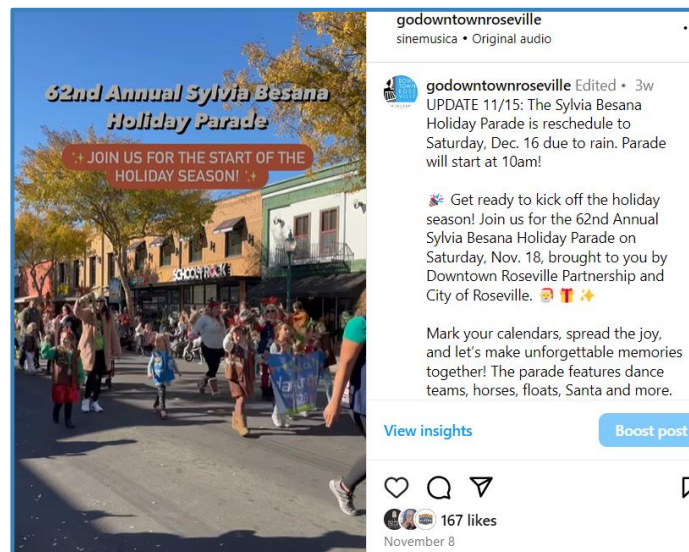 62nd Annual Sylvia Besana
Holiday Parade
✨JOIN US FOR THE START OF THE
HOLIDAY SEASON! ✨
SCHOOL of ROCK
godowntownroseville
sinemusica • Original audio
godowntownroseville Edited • 3w
UPDATE 11/15: The Sylvia Besana
Holiday Parade is reschedule to
Saturday, Dec. 16 due to rain. Parade
will start at 10am!
🎉 Get ready to kick off the holiday
season! Join us for the 62nd Annual
Sylvia Besana Holiday Parade on
Saturday, Nov. 18, brought to you by
Downtown Roseville Partnership and
City of Roseville. 🎅 🎁 ✨
Mark your calendars, spread the joy,
and let's make unforgettable memories
together! The parade features dance
teams, horses, floats, Santa and more.
View insights
Boost post
167 likes
November 8